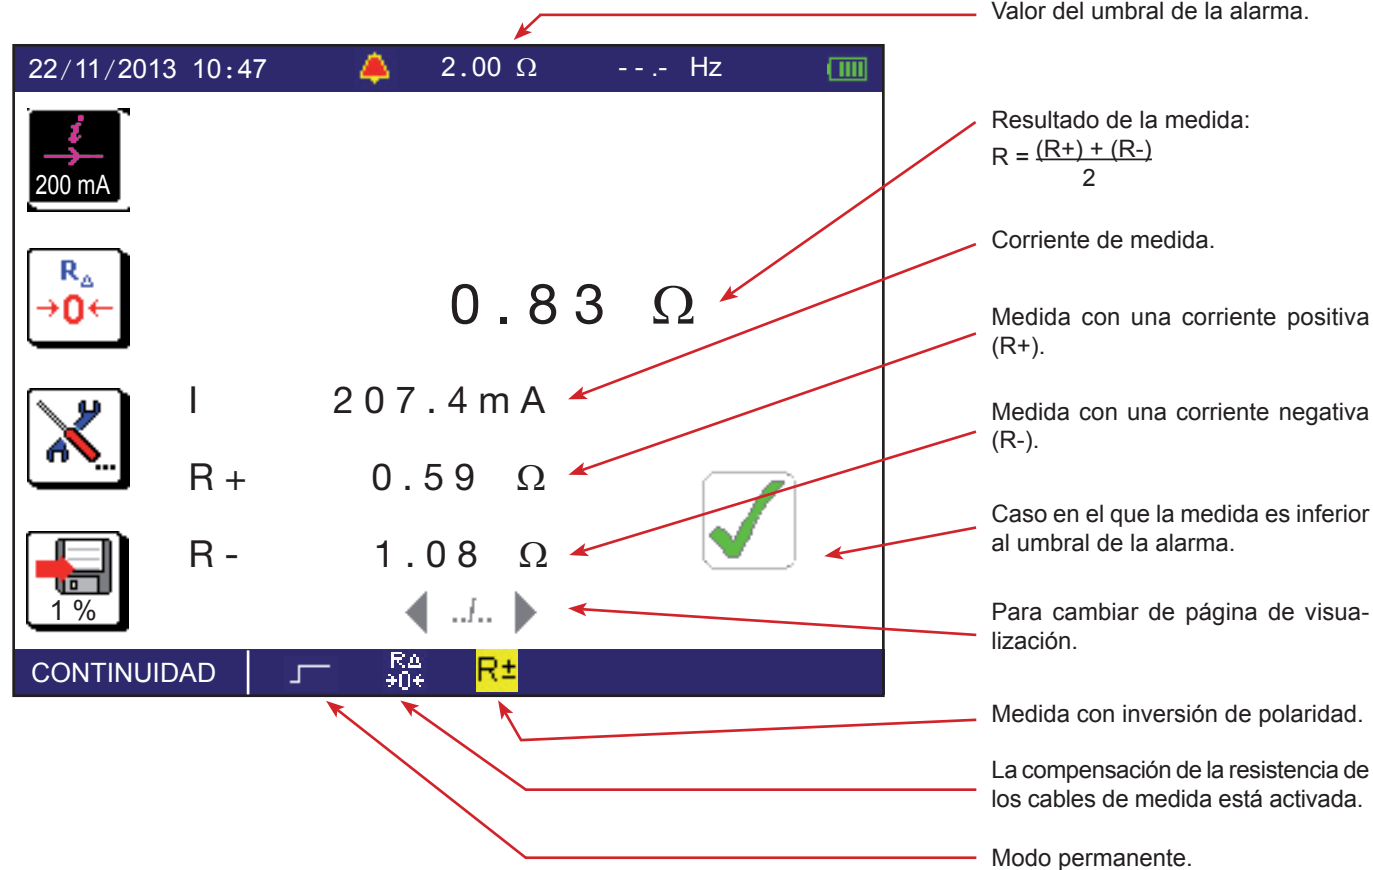 Valor del umbral de la alarma.
22/11/2013 10:47 2.00 Ω --.- Hz
i
200 mA
Resultado de la medida:
R = (R+) + (R-)
2
Corriente de medida.
R△
→0←
0.83 Ω
Medida con una corriente positiva
(R+).
I 207.4mA
Medida con una corriente negativa
(R-).
...
R+ 0.59 Ω
Caso en el que la medida es inferior
al umbral de la alarma.
R- 1.08 Ω
1 %
../..
Para cambiar de página de visua-
lización.
CONTINUIDAD R△ →0← R±
Medida con inversión de polaridad.
La compensación de la resistencia de
los cables de medida está activada.
Modo permanente.